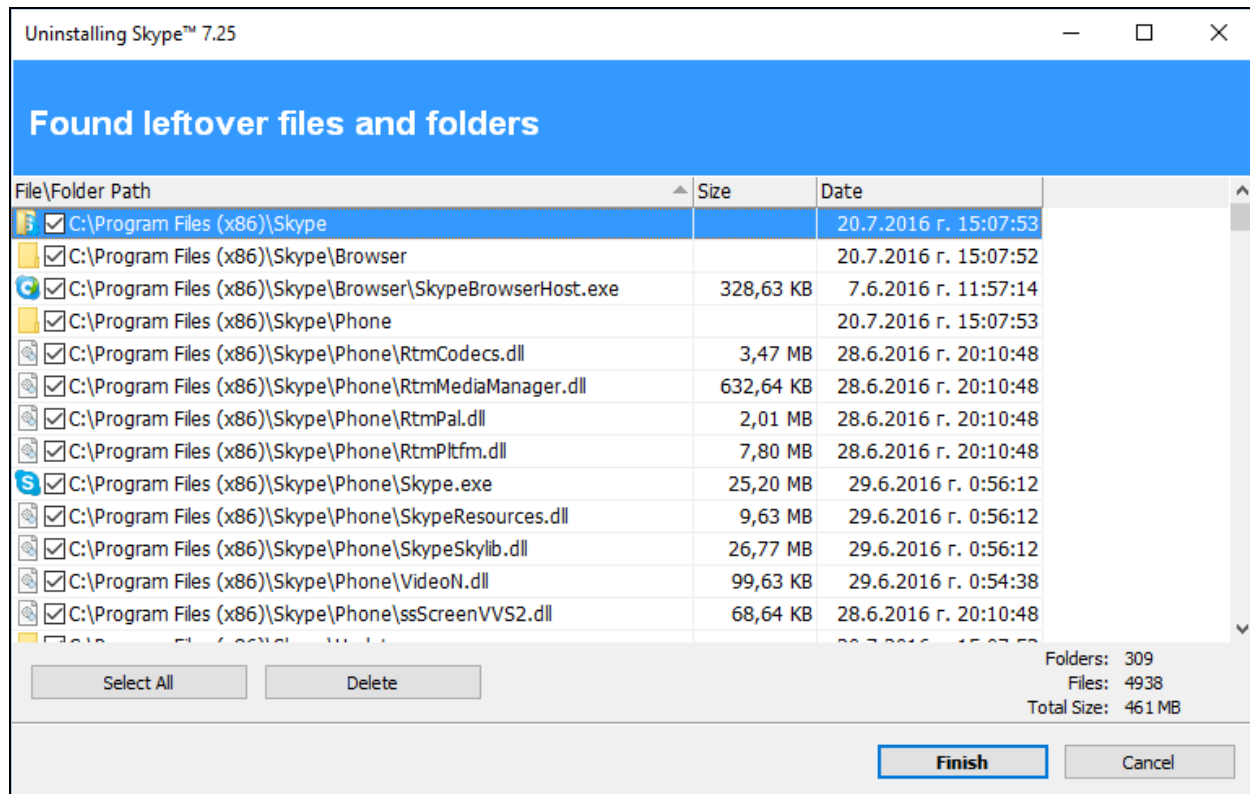 Uninstalling Skype™ 7.25
Found leftover files and folders
File\Folder Path Size Date
C:\Program Files (x86)\Skype 20.7.2016 г. 15:07:53
C:\Program Files (x86)\Skype\Browser 20.7.2016 г. 15:07:52
C:\Program Files (x86)\Skype\Browser\SkypeBrowserHost.exe 328,63 KB 7.6.2016 г. 11:57:14
C:\Program Files (x86)\Skype\Phone 20.7.2016 г. 15:07:53
C:\Program Files (x86)\Skype\Phone\RtmCodecs.dll 3,47 MB 28.6.2016 г. 20:10:48
C:\Program Files (x86)\Skype\Phone\RtmMediaManager.dll 632,64 KB 28.6.2016 г. 20:10:48
C:\Program Files (x86)\Skype\Phone\RtmPal.dll 2,01 MB 28.6.2016 г. 20:10:48
C:\Program Files (x86)\Skype\Phone\RtmPltfm.dll 7,80 MB 28.6.2016 г. 20:10:48
C:\Program Files (x86)\Skype\Phone\Skype.exe 25,20 MB 29.6.2016 г. 0:56:12
C:\Program Files (x86)\Skype\Phone\SkypeResources.dll 9,63 MB 29.6.2016 г. 0:56:12
C:\Program Files (x86)\Skype\Phone\SkypeSkylib.dll 26,77 MB 29.6.2016 г. 0:56:12
C:\Program Files (x86)\Skype\Phone\VideoN.dll 99,63 KB 29.6.2016 г. 0:54:38
C:\Program Files (x86)\Skype\Phone\ssScreenVVS2.dll 68,64 KB 28.6.2016 г. 20:10:48
Folders: 309
Select All Delete Files: 4938
Total Size: 461 MB
Finish Cancel